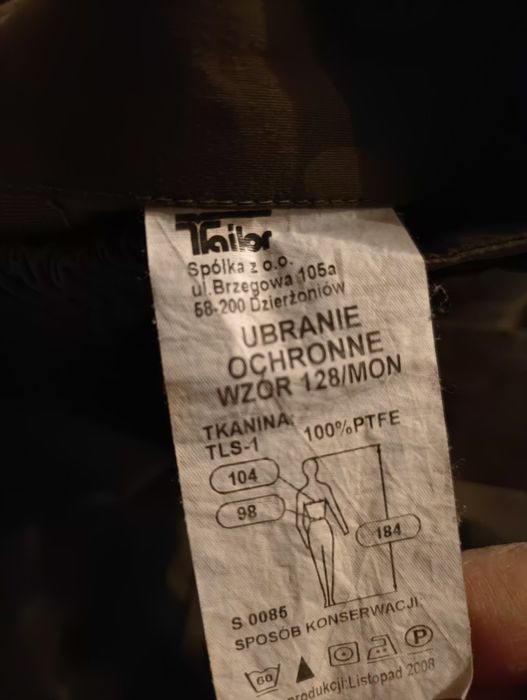 Tailor
Spółka z o.o.
ul.Brzegowa 105a
58-200 Dzierżoniów
UBRANIE
OCHRONNE
WZÓR 128/MON
TKANINA: 100%PTFE
TLS-1
104
98
184
S 0085
SPOSÓB KONSERWACJI:
60
P
produkcji:Listopad 2008